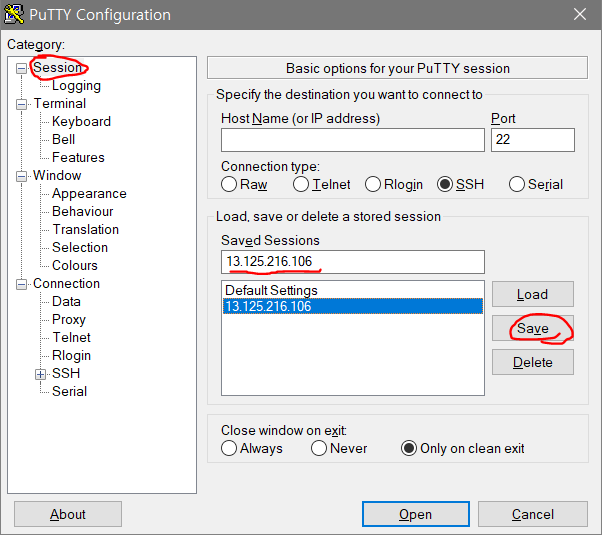 PuTTY Configuration
Category:
Session
Logging
Terminal
Keyboard
Bell
Features
Window
Appearance
Behaviour
Translation
Selection
Colours
Connection
Data
Proxy
Telnet
Rlogin
SSH
Serial
Basic options for your PuTTY session
Specify the destination you want to connect to
Host Name (or IP address) Port
22
Connection type:
Raw Telnet Rlogin SSH Serial
Load, save or delete a stored session
Saved Sessions
13.125.216.106
Default Settings
13.125.216.106
Load
Save
Delete
Close window on exit:
Always Never Only on clean exit
About Open Cancel